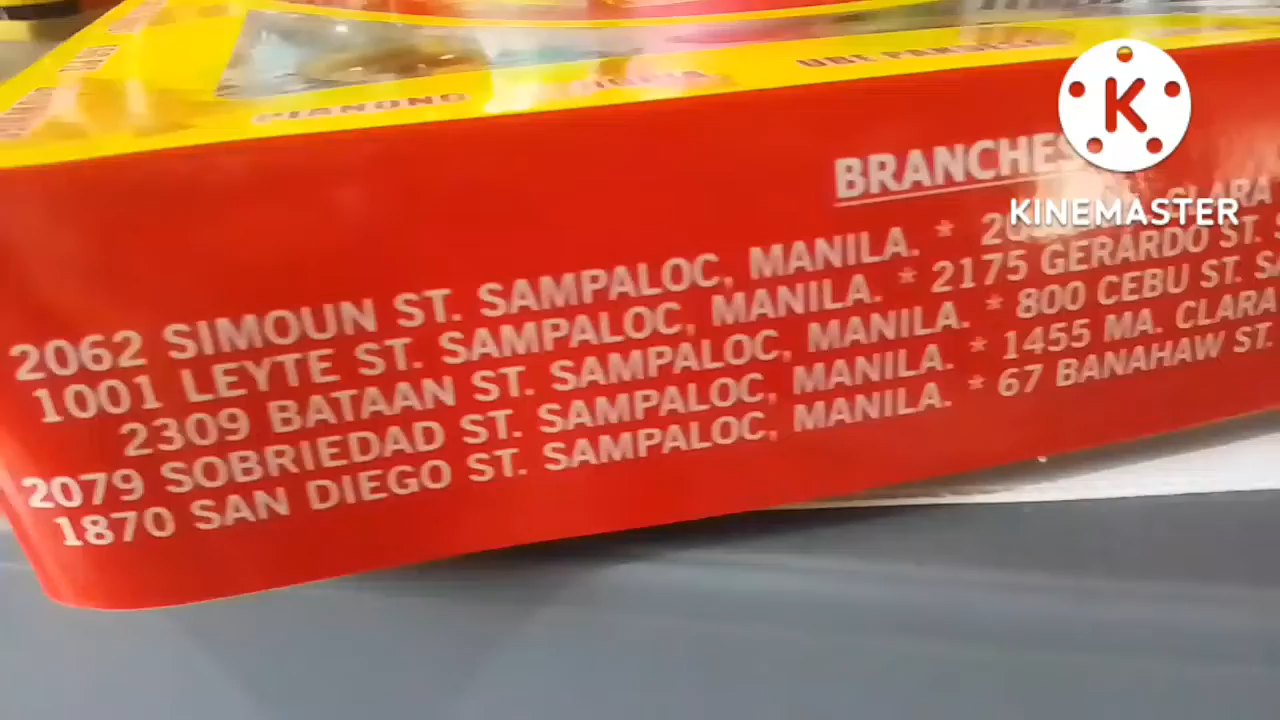 UBE
BRANCHES
2062 SIMOUN ST. SAMPALOC, MANILA. * CLARA
1001 LEYTE ST. SAMPALOC, MANILA. * 2175 GERARDO ST.
2309 BATAAN ST. SAMPALOC, MANILA. * 800 CEBU ST.
2079 SOBRIEDAD ST. SAMPALOC, MANILA. * 1455 MA. CLARA
1870 SAN DIEGO ST. SAMPALOC, MANILA. * 67 BANAHAW ST.
K
KINEMASTER